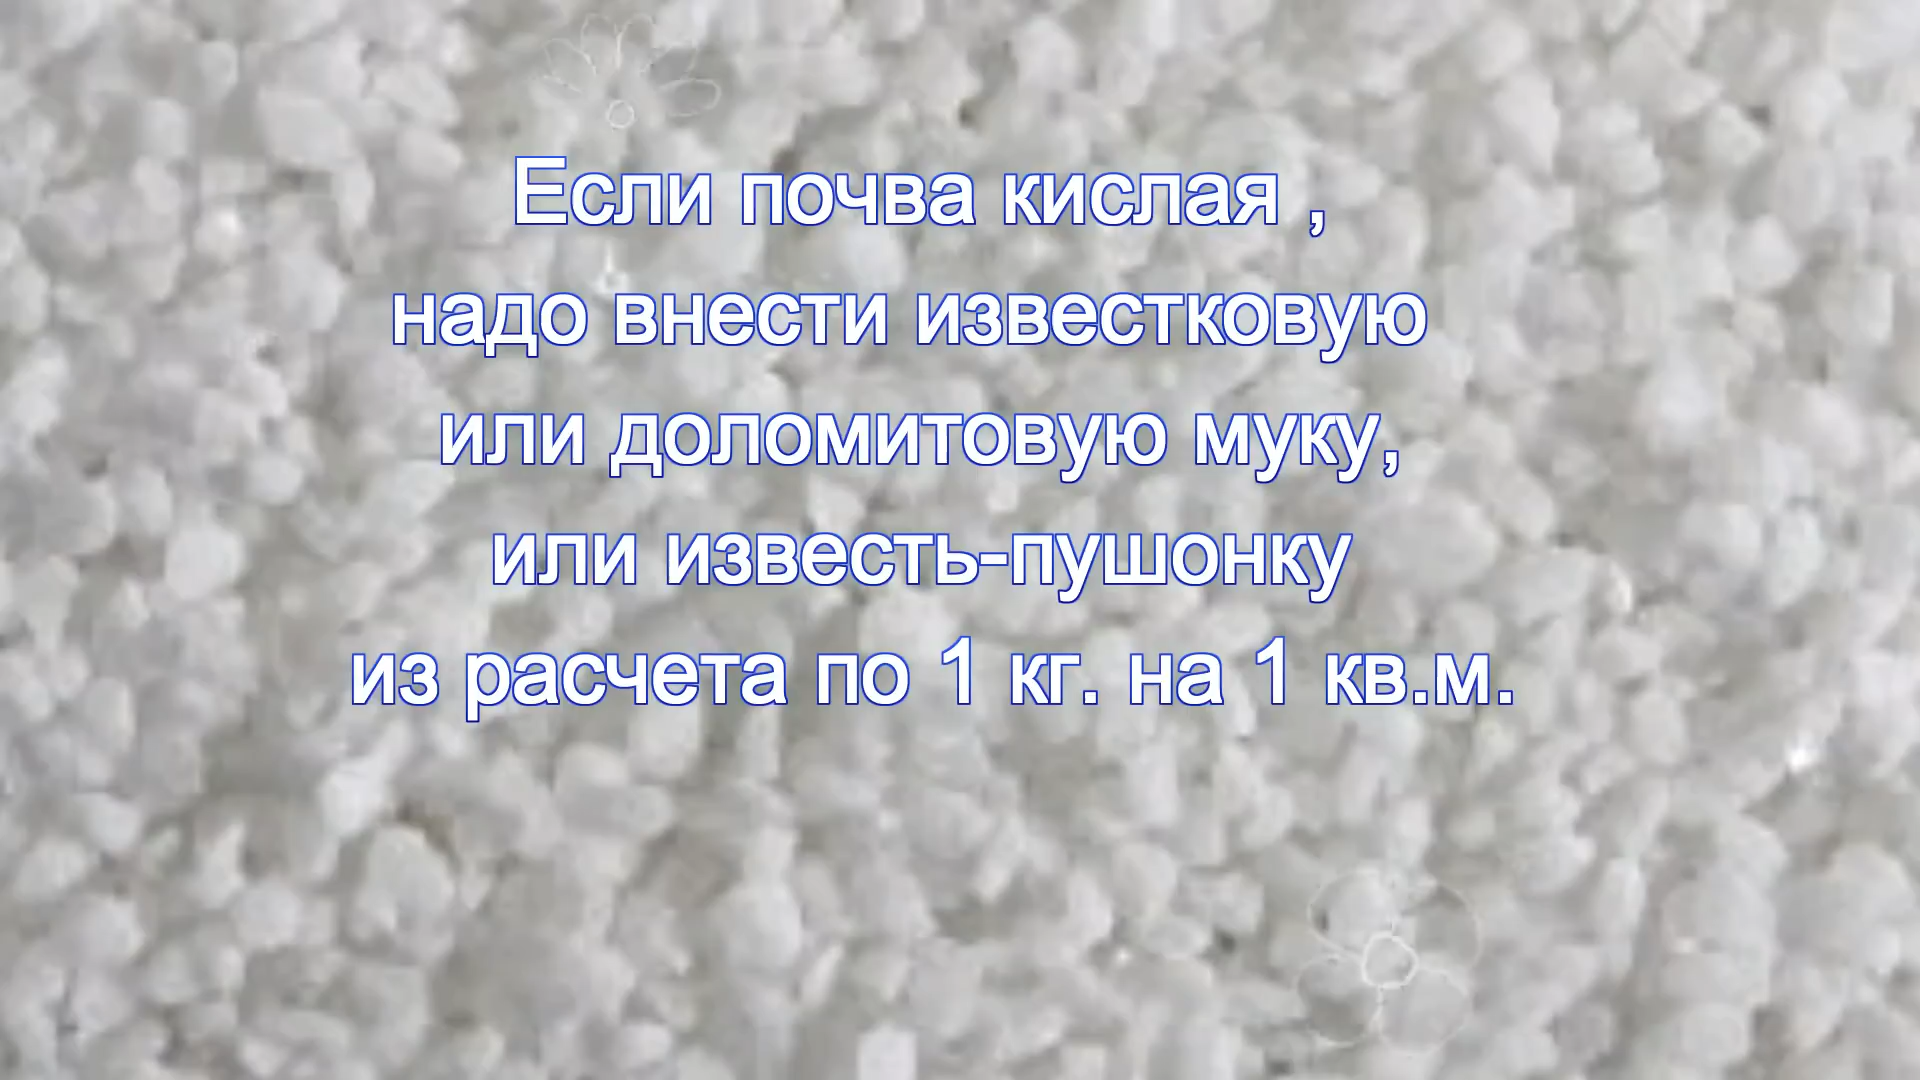 Если почва кислая ,
надо внести известковую
или доломитовую муку,
или известь-пушонку
из расчета по 1 кг. на 1 кв.м.